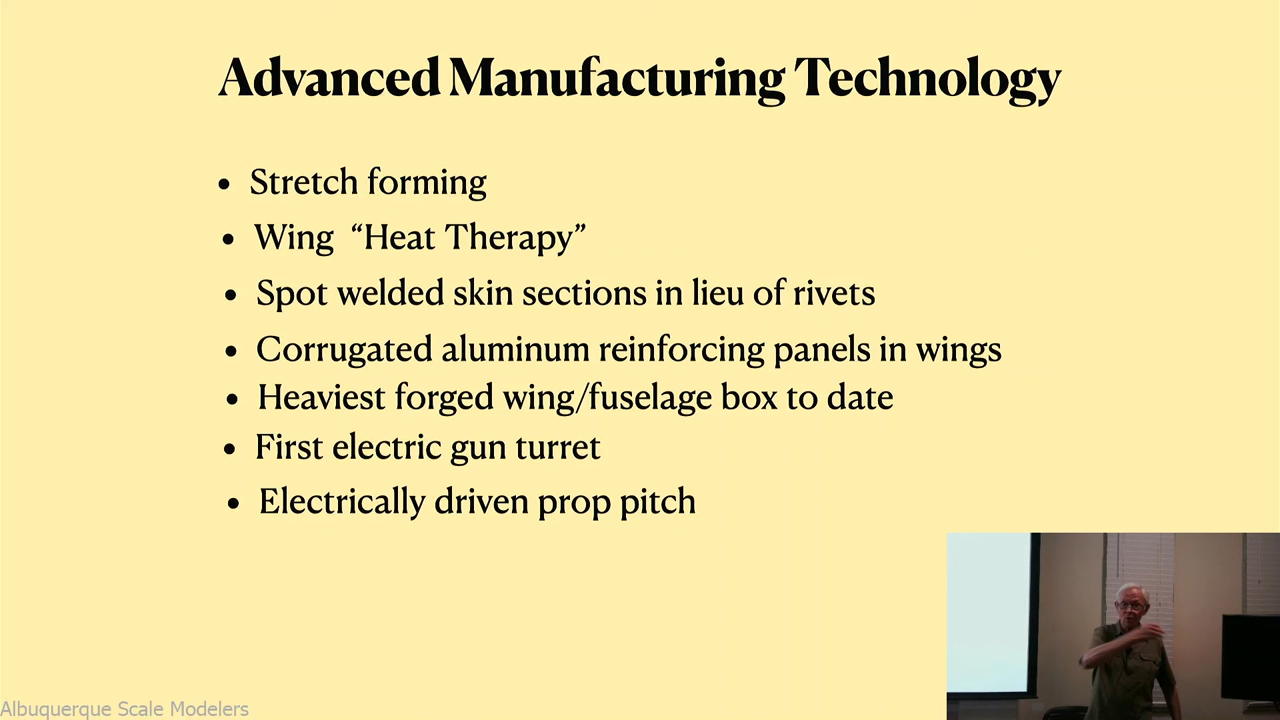 Advanced Manufacturing Technology
• Stretch forming
• Wing “Heat Therapy”
• Spot welded skin sections in lieu of rivets
• Corrugated aluminum reinforcing panels in wings
• Heaviest forged wing/fuselage box to date
• First electric gun turret
• Electrically driven prop pitch
Albuquerque Scale Modelers